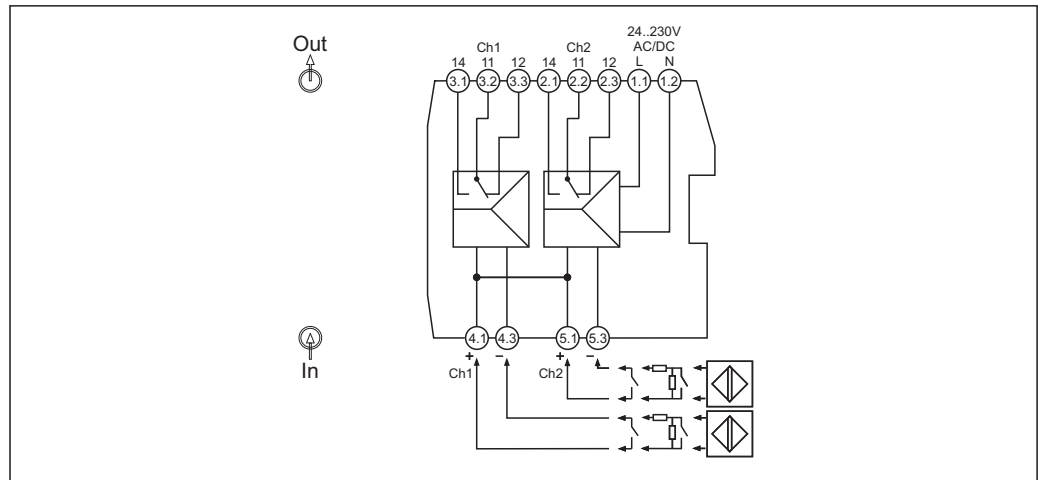 24..230V
Out Ch1 Ch2 AC/DC
14 11 12 14 11 12 L N
3.1 3.2 3.3 2.1 2.2 2.3 1.1 1.2
4.1 4.3 5.1 5.3
In + – + –
Ch1 Ch2